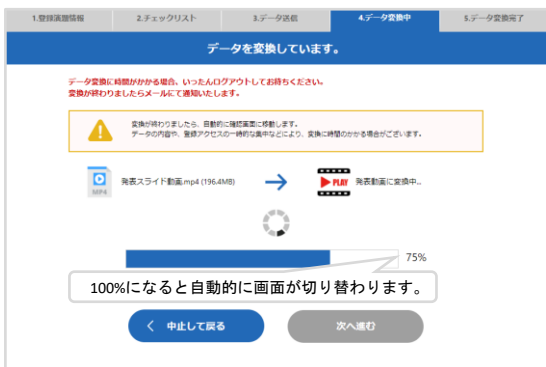 1.登録演題情報
2.チェックリスト
3.データ送信
4.データ変換中
5.データ変換完了
データを変換しています。
データ変換に時間がかかる場合、いったんログアウトしてお待ちください。
変換が終わりましたらメールにて通知いたします。
変換が終わりましたら、自動的に確認画面に移動します。
データの内容や、登録アクセスの一時的な集中などにより、変換に時間のかかる場合がございます。
MP4
発表スライド動画.mp4 (196.4MB)
PLAY
発表動画に変換中...
75%
100%になると自動的に画面が切り替わります。
中止して戻る
次へ進む